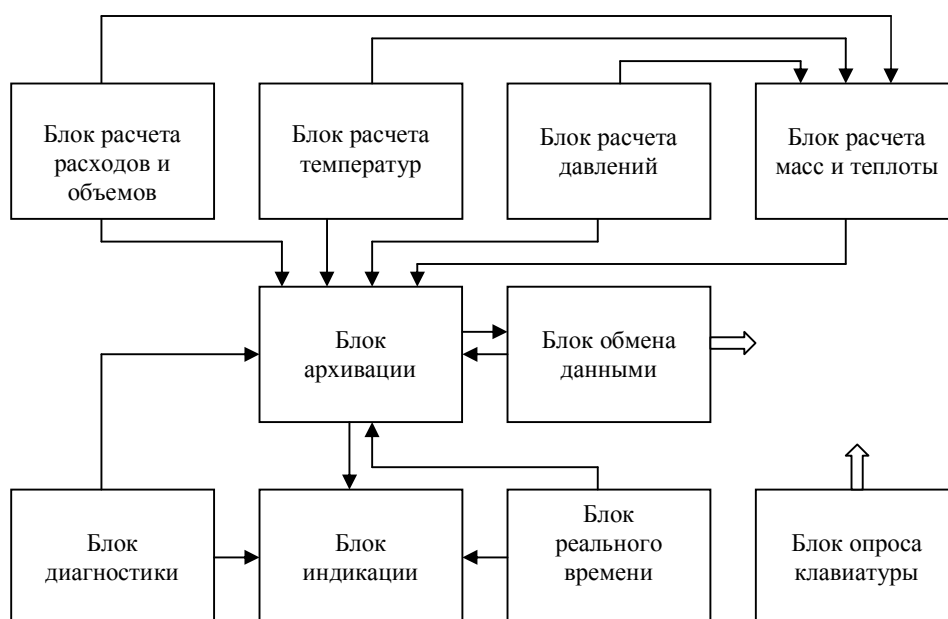 Блок расчета
расходов и
объемов
Блок расчета
температур
Блок расчета
давлений
Блок расчета
масс и теплоты
Блок
архивации
Блок обмена
данными
Блок
диагностики
Блок
индикации
Блок
реального
времени
Блок опроса
клавиатуры